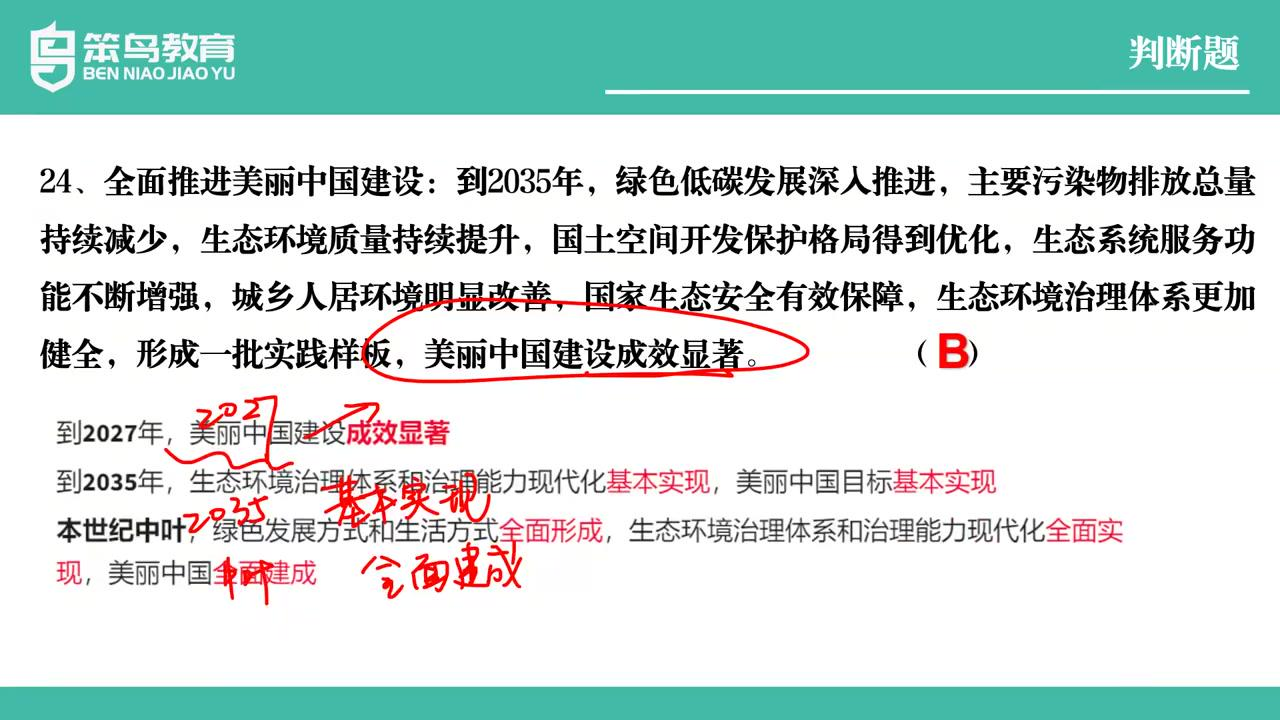 笨鸟教育
BEN NIAO JIAO YU
判断题
24、全面推进美丽中国建设：到2035年，绿色低碳发展深入推进，主要污染物排放总量
持续减少，生态环境质量持续提升，国土空间开发保护格局得到优化，生态系统服务功
能不断增强，城乡人居环境明显改善，国家生态安全有效保障，生态环境治理体系更加
健全，形成一批实践样板，美丽中国建设成效显著。 （ B ）
2027
到2027年，美丽中国建设成效显著
到2035年，生态环境治理体系和治理能力现代化基本实现，美丽中国目标基本实现
2035 基本实现
本世纪中叶，绿色发展方式和生活方式全面形成，生态环境治理体系和治理能力现代化全面实
现，美丽中国全面建成
中叶 全面建成